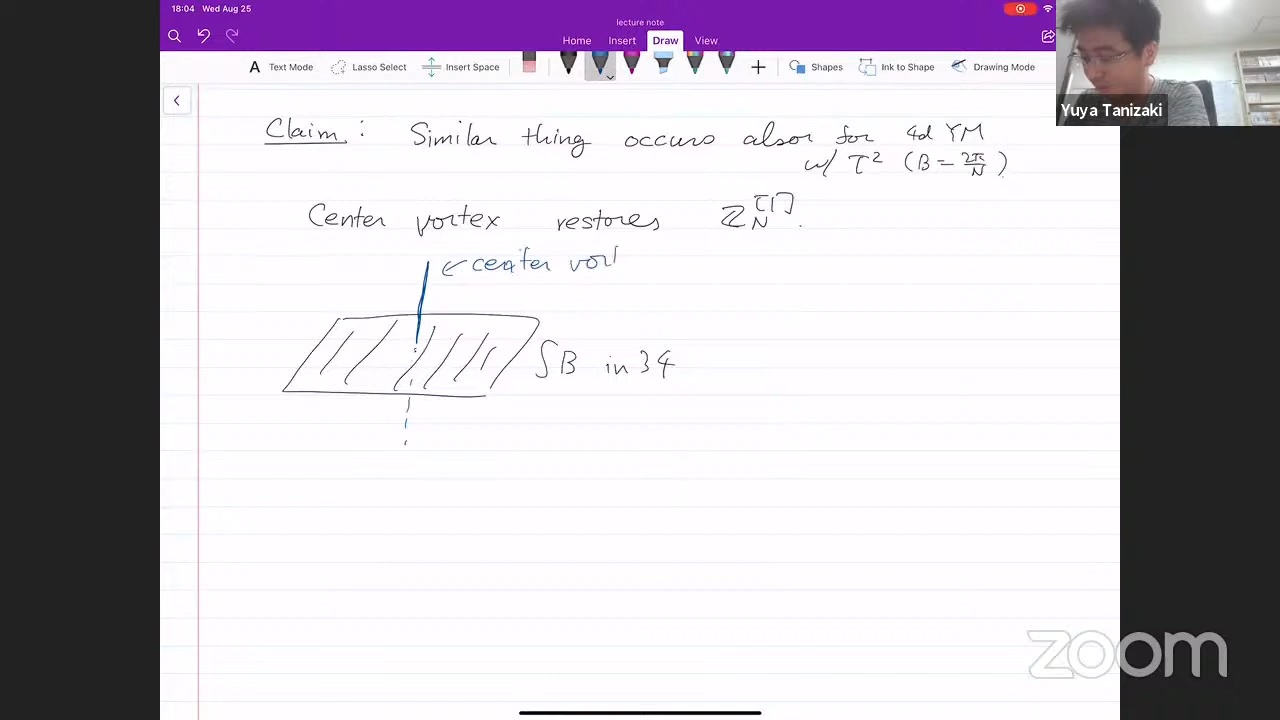 18:04 Wed Aug 25
lecture note
Home Insert Draw View
Text Mode Lasso Select Insert Space Shapes Ink to Shape Drawing Mode
Yuya Tanizaki
Claim: Similar thing occurs also for 4d YM
w/ T² (B = 2π/N)
Center vortex restores ℤ_N^[1].
← center vort
∫B in 34
zoom